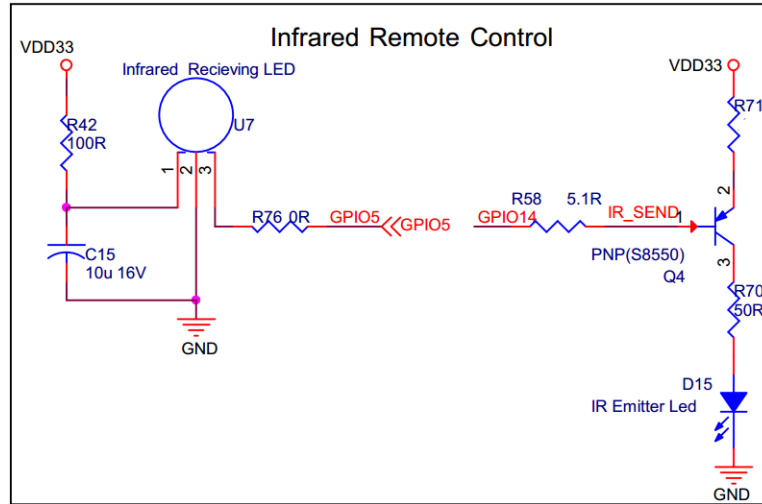 Infrared Remote Control
VDD33
Infrared Recieving LED
VDD33
R42
100R
U7
R71
1
2
3
2
R76 0R
GPIO5
GPIO5
GPIO14
R58 5.1R
IR_SEND
1
PNP(S8550)
Q4
3
C15
10u 16V
R70
50R
GND
D15
IR Emitter Led
GND